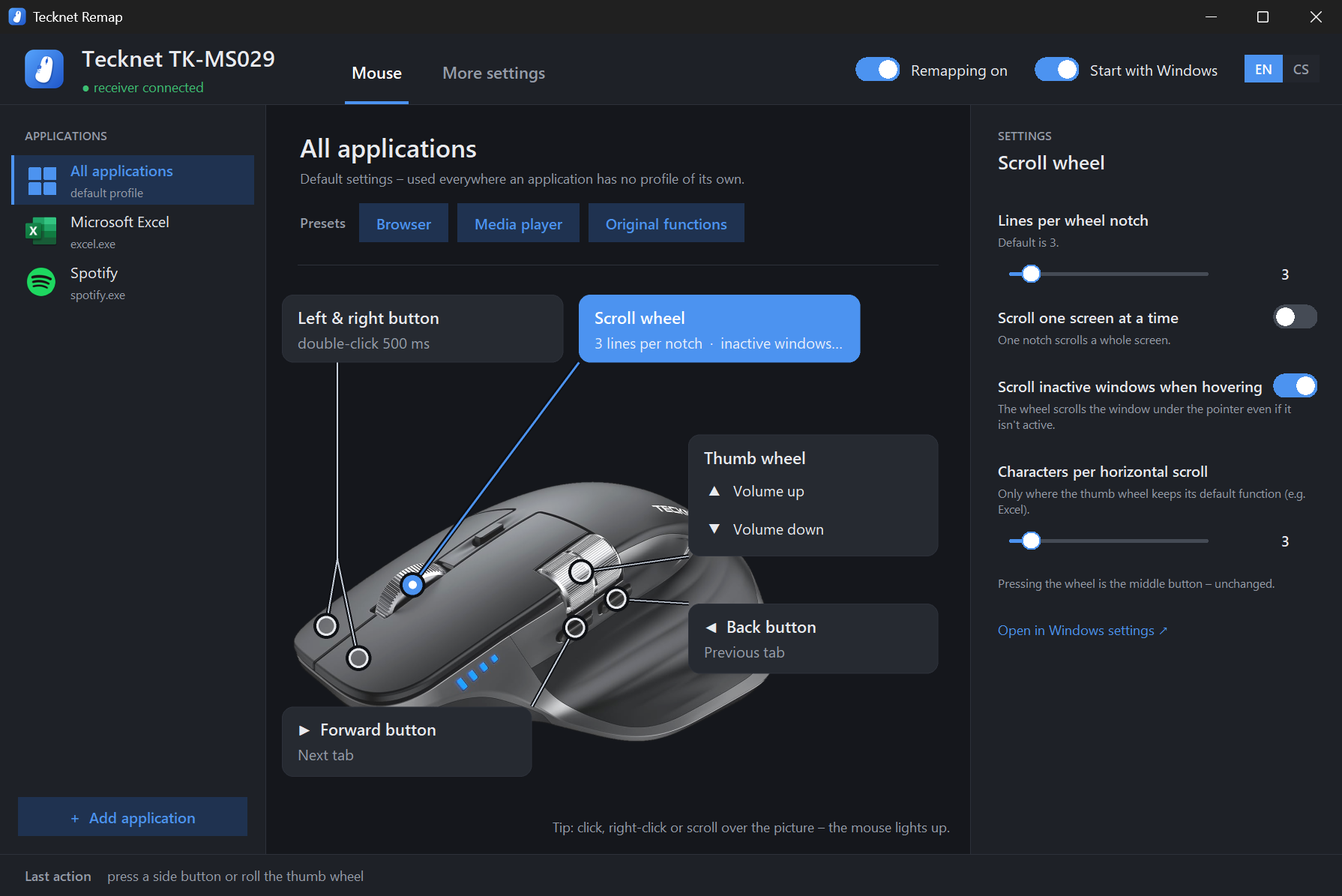 Tecknet Remap
Tecknet TK-MS029
receiver connected
Mouse
More settings
Remapping on
Start with Windows
EN
CS
APPLICATIONS
All applications
default profile
Microsoft Excel
excel.exe
Spotify
spotify.exe
+ Add application
All applications
Default settings – used everywhere an application has no profile of its own.
Presets
Browser
Media player
Original functions
Left & right button
double-click 500 ms
Scroll wheel
3 lines per notch · inactive windows...
Thumb wheel
▲ Volume up
▼ Volume down
◀ Back button
Previous tab
▶ Forward button
Next tab
Tip: click, right-click or scroll over the picture – the mouse lights up.
SETTINGS
Scroll wheel
Lines per wheel notch
Default is 3.
3
Scroll one screen at a time
One notch scrolls a whole screen.
Scroll inactive windows when hovering
The wheel scrolls the window under the pointer even if it
isn't active.
Characters per horizontal scroll
Only where the thumb wheel keeps its default function (e.g.
Excel).
3
Pressing the wheel is the middle button – unchanged.
Open in Windows settings ↗
Last action
press a side button or roll the thumb wheel